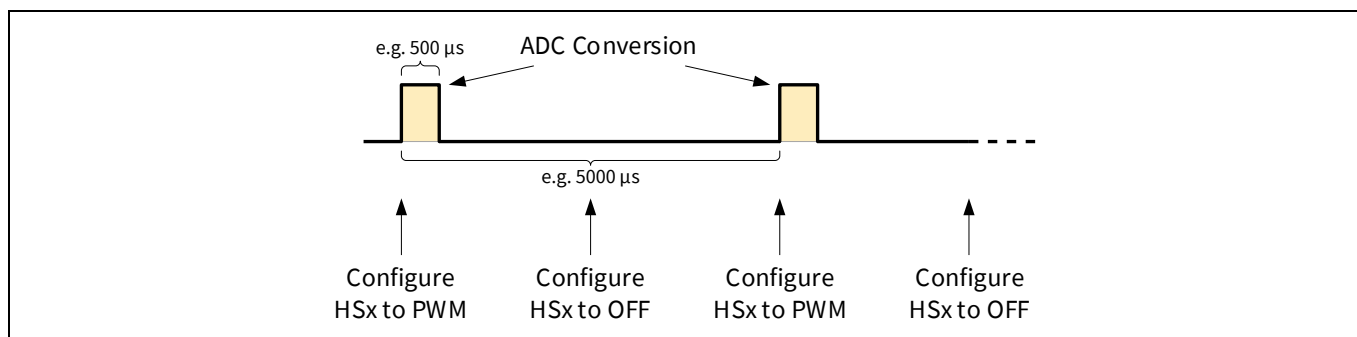 e.g. 500 µs
ADC Conversion
e.g. 5000 µs
Configure
HSx to PWM
Configure
HSx to OFF
Configure
HSx to PWM
Configure
HSx to OFF